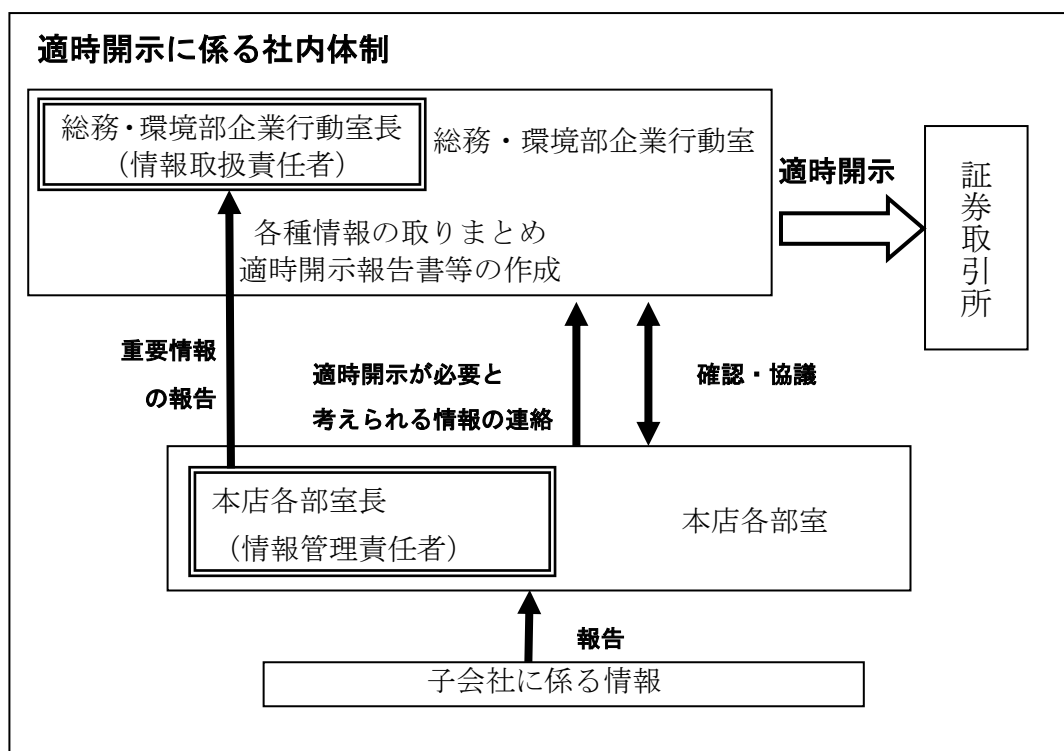 適時開示に係る社内体制
総務・環境部企業行動室長
（情報取扱責任者）
総務・環境部企業行動室
各種情報の取りまとめ
適時開示報告書等の作成
適時開示
証券取引所
重要情報
の報告
適時開示が必要と
考えられる情報の連絡
確認・協議
本店各部室長
（情報管理責任者）
本店各部室
報告
子会社に係る情報